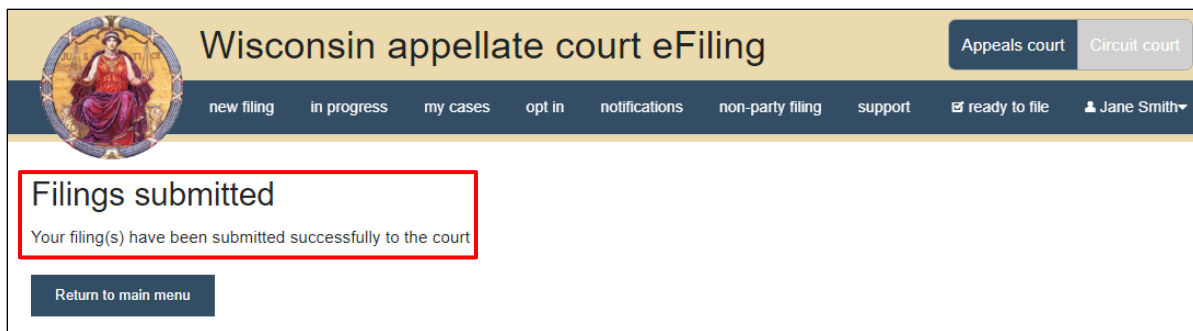 Wisconsin appellate court eFiling
Appeals court
Circuit court
JUSTICE
new filing
in progress
my cases
opt in
notifications
non-party filing
support
ready to file
Jane Smith
Filings submitted
Your filing(s) have been submitted successfully to the court
Return to main menu